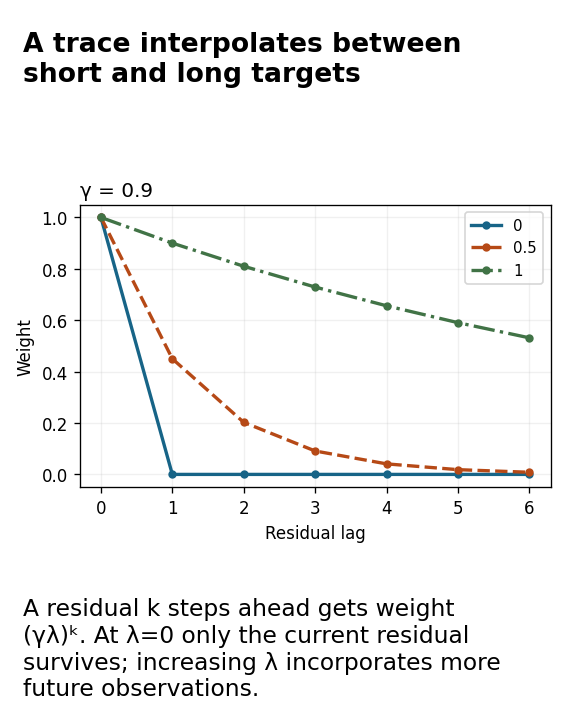 A trace interpolates between
short and long targets
γ = 0.9
1.0
0.8
0.6
0.4
0.2
0.0
Weight
0
0.5
1
0 1 2 3 4 5 6
Residual lag
A residual k steps ahead gets weight
(γλ)ᵏ. At λ=0 only the current residual
survives; increasing λ incorporates more
future observations.